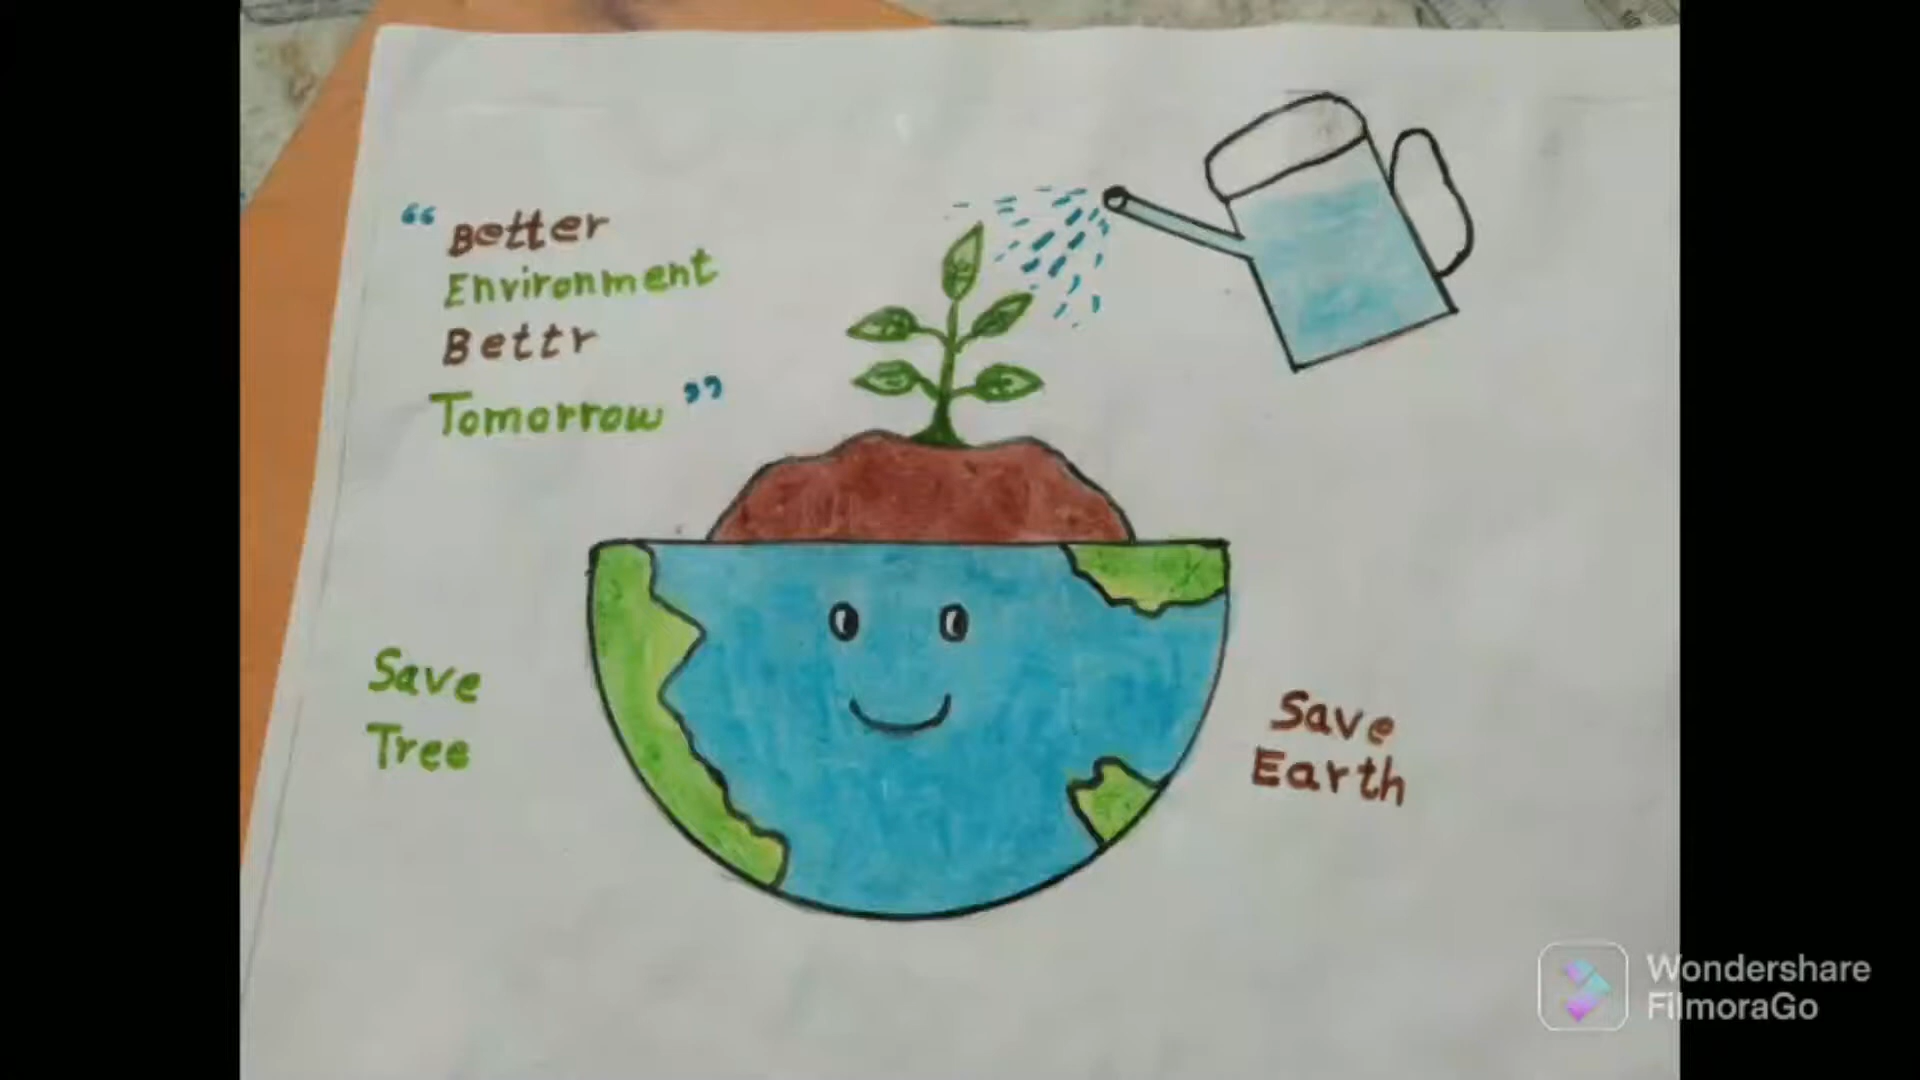 “ Better
Environment
Bettr
Tomorrow ”
Save
Tree
Save
Earth
Wondershare
FilmoraGo